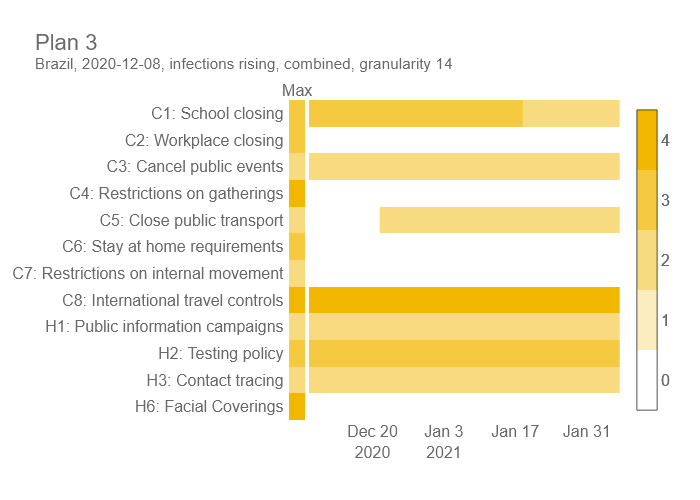 Plan 3
Brazil, 2020-12-08, infections rising, combined, granularity 14
Max
C1: School closing
C2: Workplace closing
C3: Cancel public events
C4: Restrictions on gatherings
C5: Close public transport
C6: Stay at home requirements
C7: Restrictions on internal movement
C8: International travel controls
H1: Public information campaigns
H2: Testing policy
H3: Contact tracing
H6: Facial Coverings
4
3
2
1
0
Dec 20 Jan 3 Jan 17 Jan 31
2020 2021